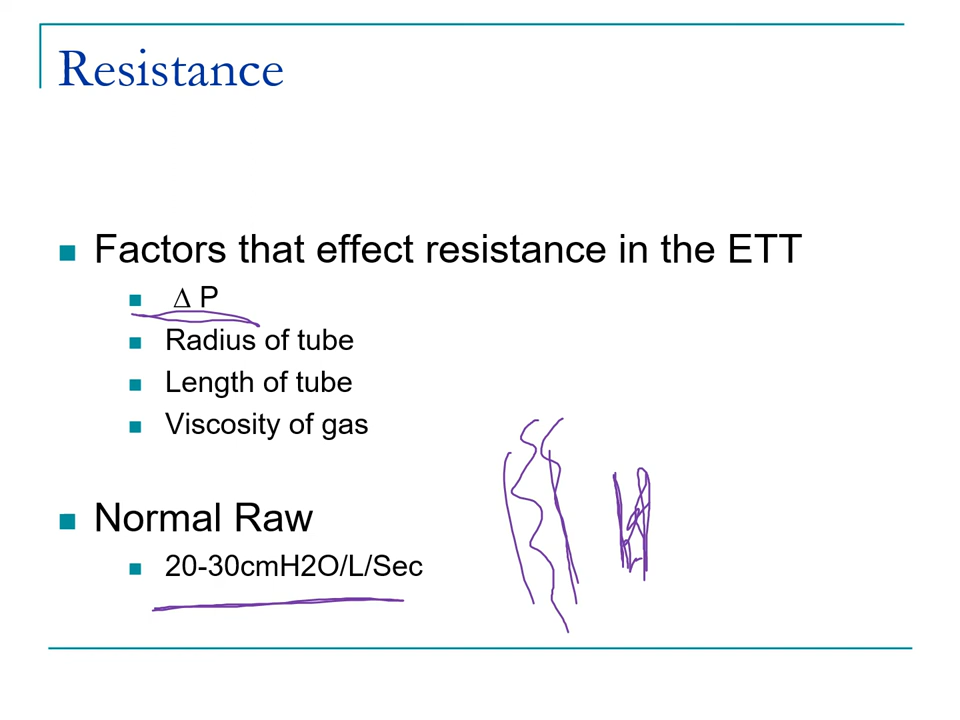 Resistance
Factors that effect resistance in the ETT
∆ P
Radius of tube
Length of tube
Viscosity of gas
Normal Raw
20-30cmH2O/L/Sec